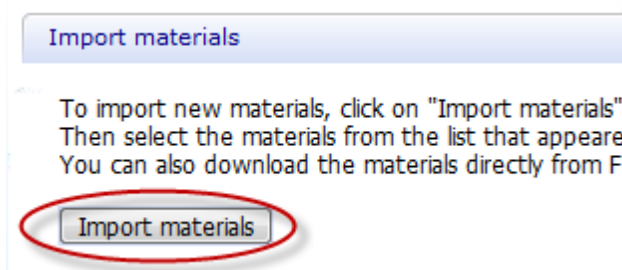 Import materials
To import new materials, click on "Import materials"
Then select the materials from the list that appeare
You can also download the materials directly from F
Import materials